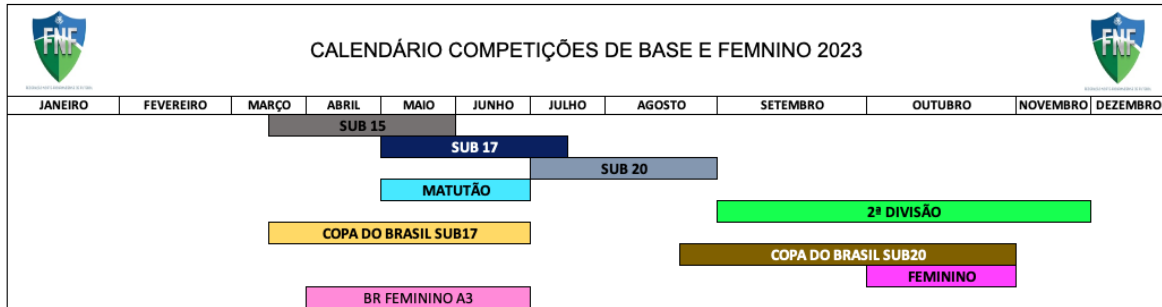 FNF
CALENDÁRIO COMPETIÇÕES DE BASE E FEMNINO 2023
FNF
JANEIRO FEVEREIRO MARÇO ABRIL MAIO JUNHO JULHO AGOSTO SETEMBRO OUTUBRO NOVEMBRO DEZEMBRO
SUB 15
SUB 17
SUB 20
MATUTÃO
2ª DIVISÃO
COPA DO BRASIL SUB17
COPA DO BRASIL SUB20
FEMININO
BR FEMININO A3